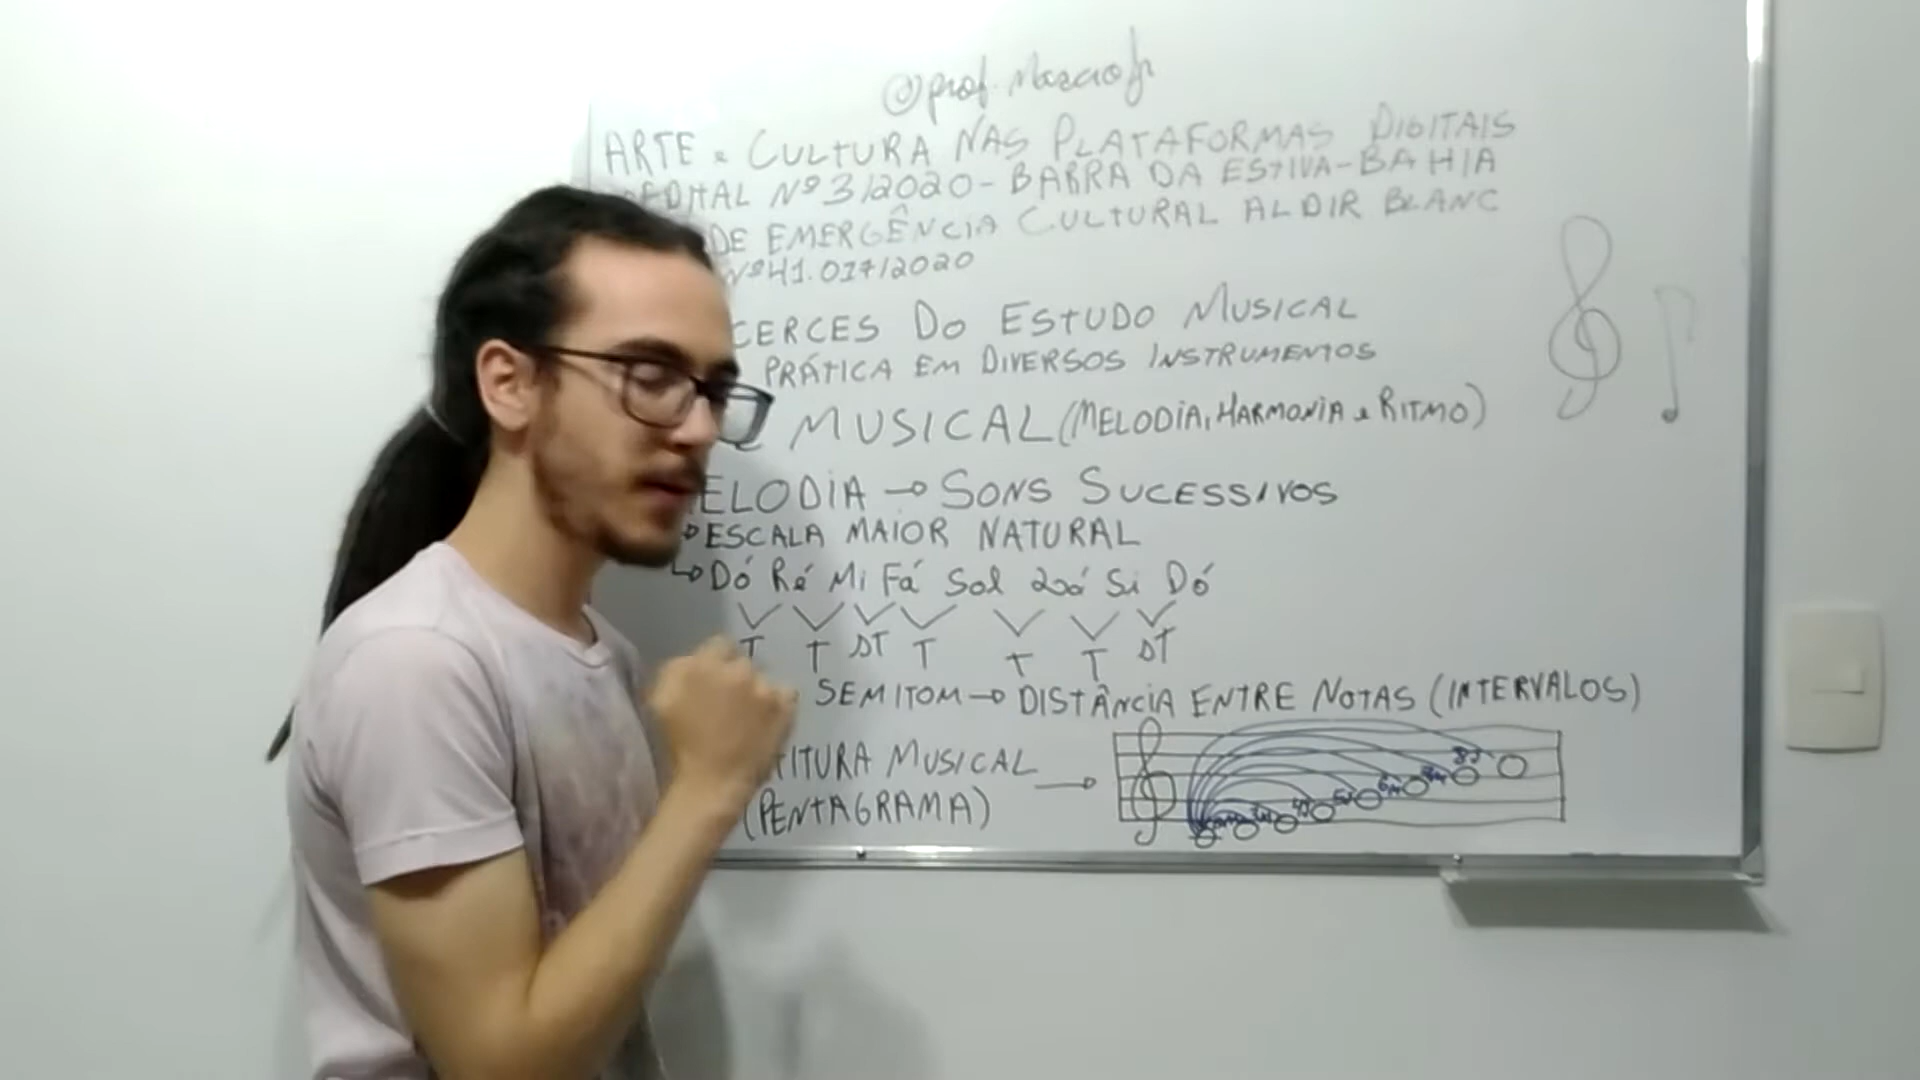 @prof.MarcioJr
ARTE e CULTURA NAS PLATAFORMAS DIGITAIS
EDITAL Nº 3/2020 - BARRA DA ESTIVA - BAHIA
DE EMERGÊNCIA CULTURAL ALDIR BLANC
Nº 41.017/2020
CERCES DO ESTUDO MUSICAL
PRÁTICA EM DIVERSOS INSTRUMENTOS
MUSICAL (MELODIA, HARMONIA e RITMO)
ELODIA → SONS SUCESSIVOS
ESCALA MAIOR NATURAL
DÓ Ré Mi Fá Sol Lá Si DÓ
T T ST T T T ST
SEMITOM → DISTÂNCIA ENTRE NOTAS (INTERVALOS)
TITURA MUSICAL →
(PENTAGRAMA)